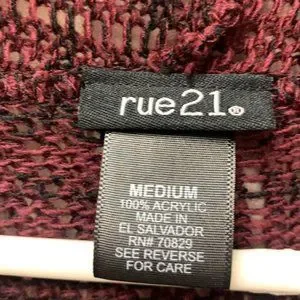 rue21®
MEDIUM
100% ACRYLIC
MADE IN
EL SALVADOR
RN# 70829
SEE REVERSE
FOR CARE